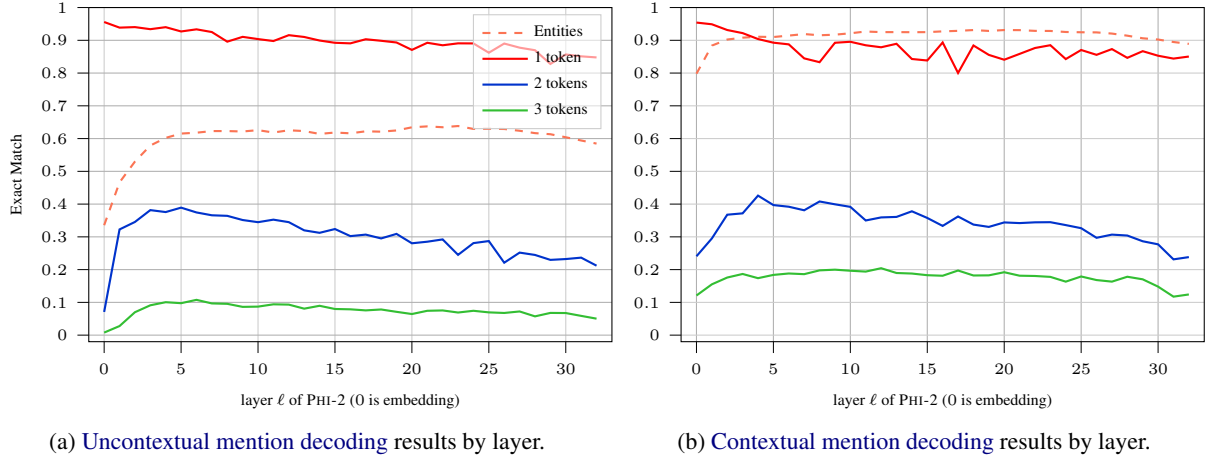 1
0.9
0.8
0.7
0.6
0.5
0.4
0.3
0.2
0.1
0
Exact Match
0 5 10 15 20 25 30
layer ℓ of PHI-2 (0 is embedding)
Entities
1 token
2 tokens
3 tokens
(a) Uncontextual mention decoding results by layer.
1
0.9
0.8
0.7
0.6
0.5
0.4
0.3
0.2
0.1
0
0 5 10 15 20 25 30
layer ℓ of PHI-2 (0 is embedding)
(b) Contextual mention decoding results by layer.